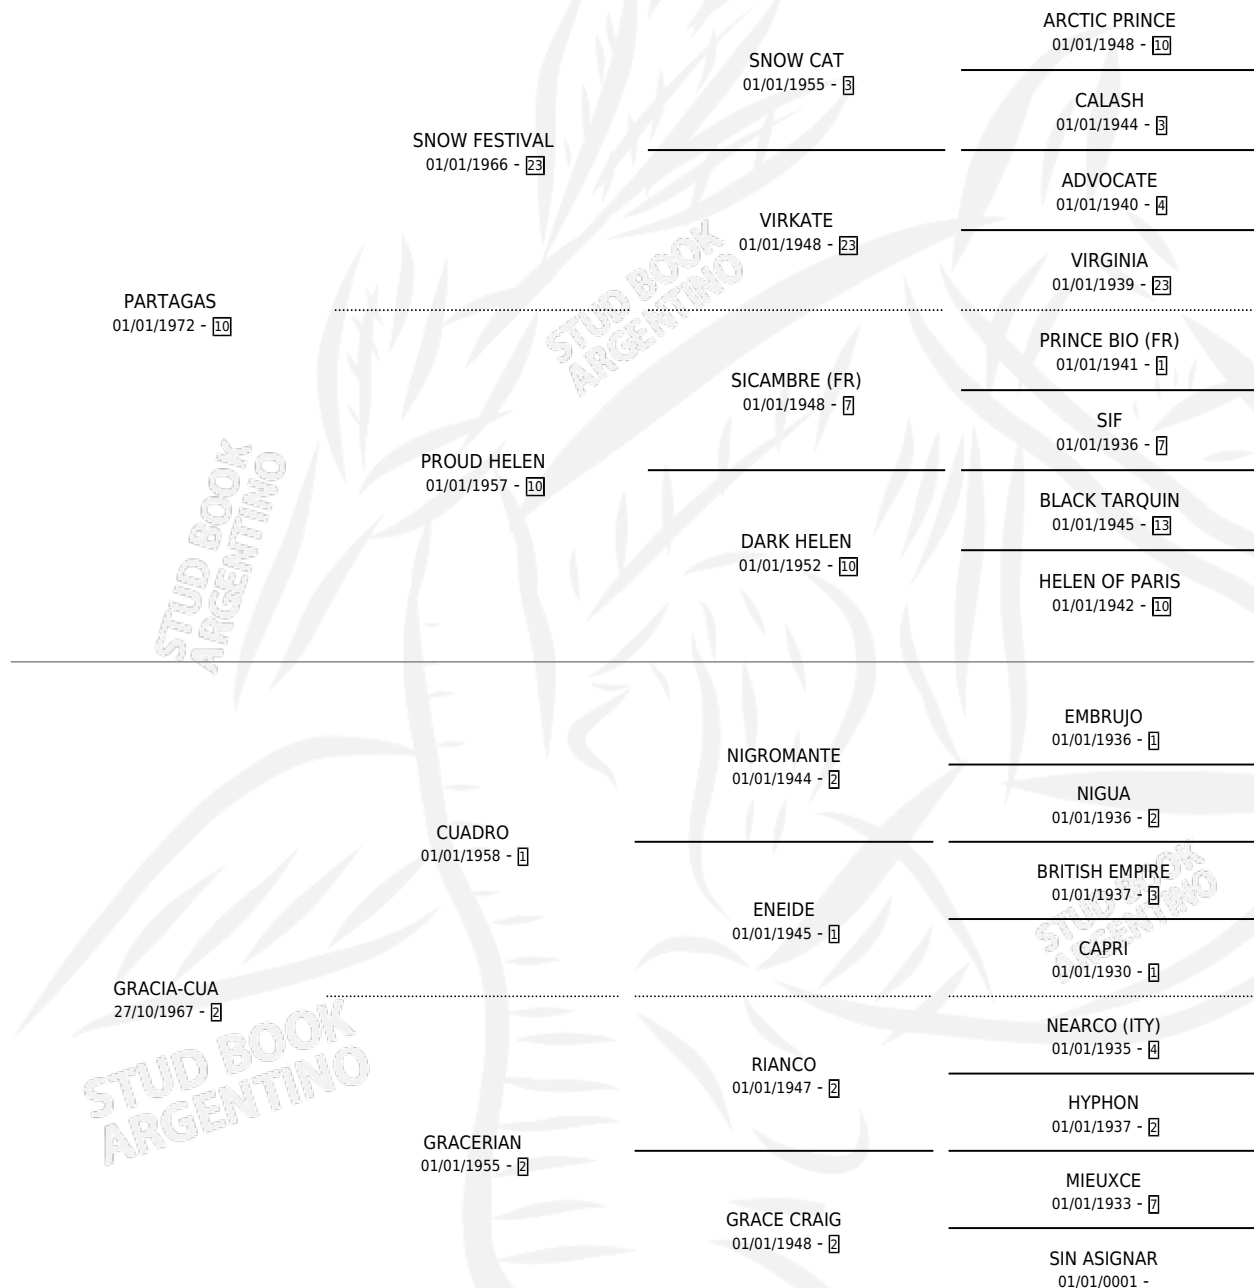 ARCTIC PRINCE
01/01/1948 - 10
SNOW CAT
01/01/1955 - 3
CALASH
01/01/1944 - 3
SNOW FESTIVAL
01/01/1966 - 23
ADVOCATE
01/01/1940 - 4
VIRKATE
01/01/1948 - 23
VIRGINIA
01/01/1939 - 23
PARTAGAS
01/01/1972 - 10
PRINCE BIO (FR)
01/01/1941 - 1
SICAMBRE (FR)
01/01/1948 - 7
SIF
01/01/1936 - 7
PROUD HELEN
01/01/1957 - 10
BLACK TARQUIN
01/01/1945 - 13
DARK HELEN
01/01/1952 - 10
HELEN OF PARIS
01/01/1942 - 10
EMBRUJO
01/01/1936 - 1
NIGROMANTE
01/01/1944 - 2
NIGUA
01/01/1936 - 2
CUADRO
01/01/1958 - 1
BRITISH EMPIRE
01/01/1937 - 3
ENEIDE
01/01/1945 - 1
CAPRI
01/01/1930 - 1
GRACIA-CUA
27/10/1967 - 2
NEARCO (ITY)
01/01/1935 - 4
RIANCO
01/01/1947 - 2
HYPHON
01/01/1937 - 2
GRACERIAN
01/01/1955 - 2
MIEUXCE
01/01/1933 - 7
GRACE CRAIG
01/01/1948 - 2
SIN ASIGNAR
01/01/0001 -
STUD BOOK
ARGENTINO
STUD BOOK
ARGENTINO
STUD BOOK
ARGENTINO
STUD BOOK
ARGENTINO